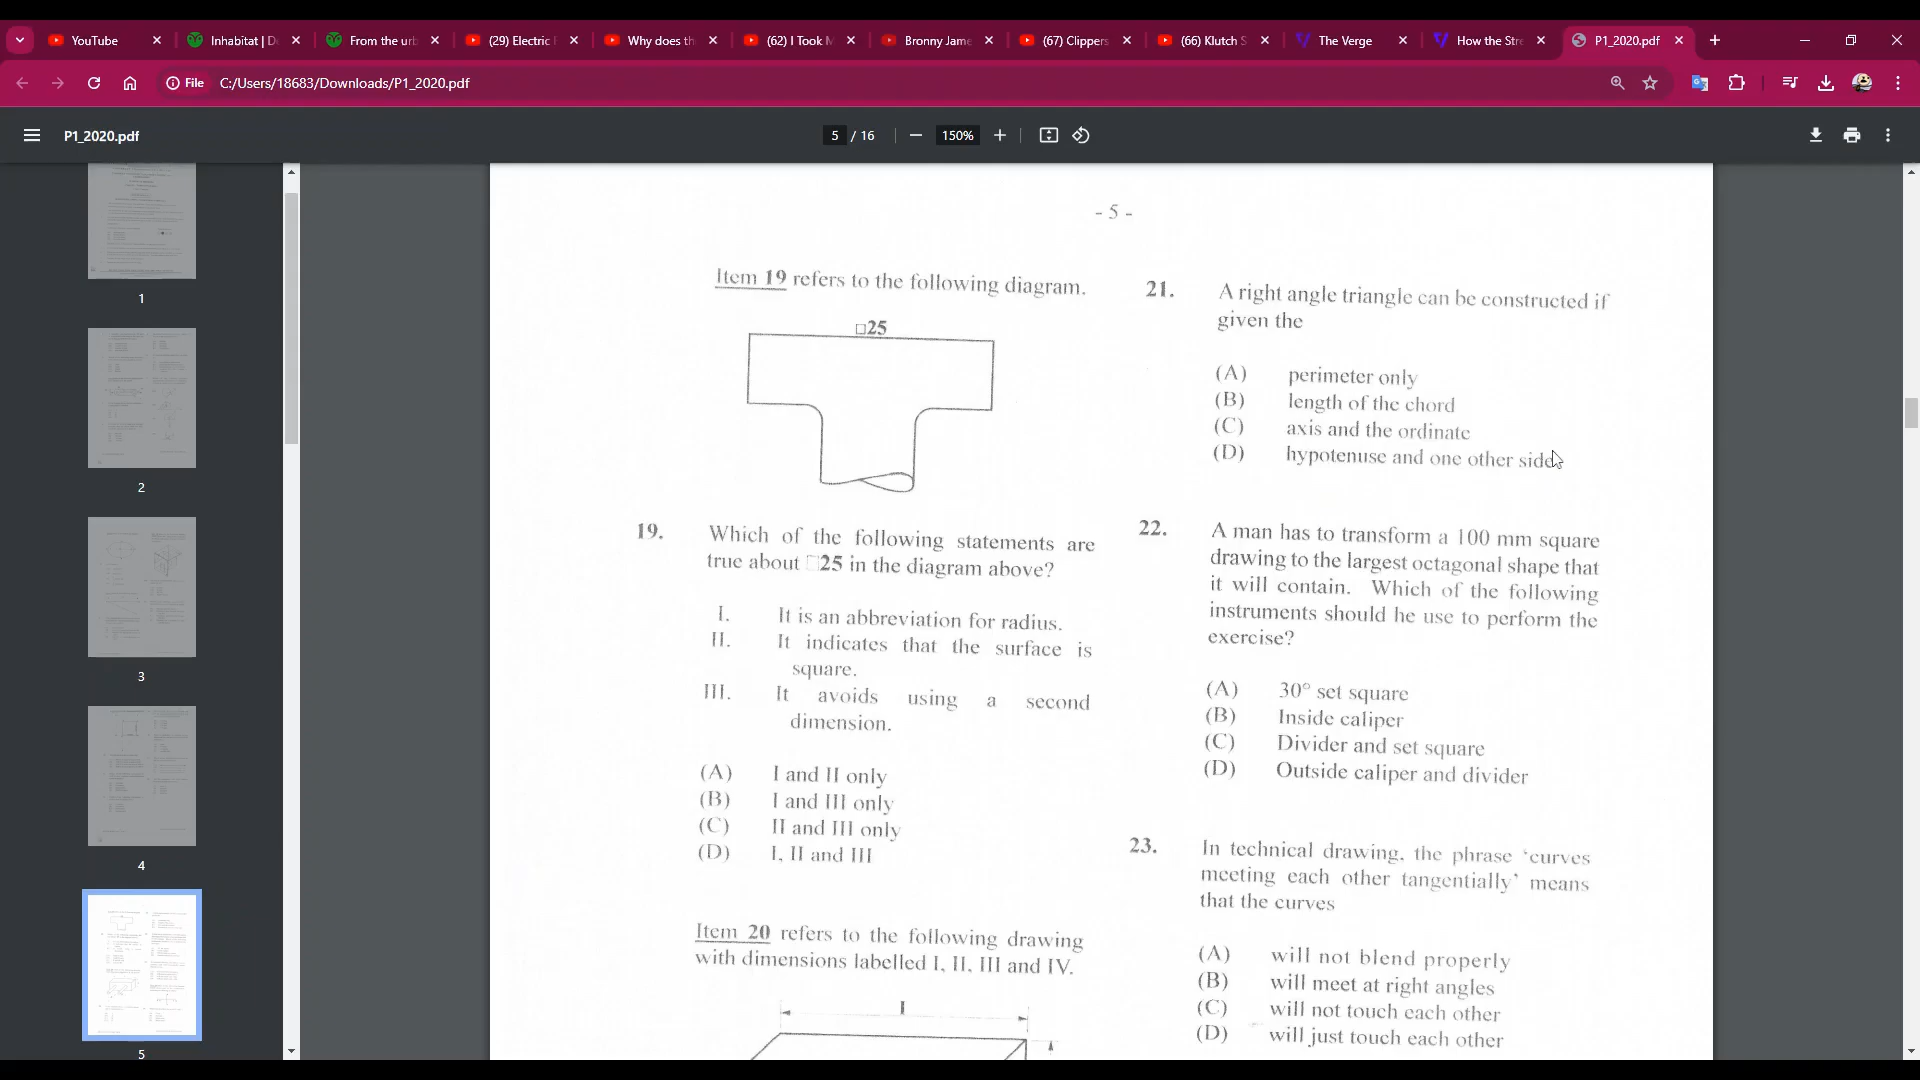 YouTube
Inhabitat | D
From the urb
(29) Electric
Why does th
(62) I Took M
Bronny Jame
(67) Clippers
(66) Klutch S
The Verge
How the Stre
P1_2020.pdf
File
C:/Users/18683/Downloads/P1_2020.pdf
P1_2020.pdf
5 / 16
150%
1
2
3
4
5
- 5 -
Item 19 refers to the following diagram.
□25
19. Which of the following statements are
true about □25 in the diagram above?
I. It is an abbreviation for radius.
II. It indicates that the surface is
square.
III. It avoids using a second
dimension.
(A) I and II only
(B) I and III only
(C) II and III only
(D) I, II and III
Item 20 refers to the following drawing
with dimensions labelled I, II, III and IV.
I
21. A right angle triangle can be constructed if
given the
(A) perimeter only
(B) length of the chord
(C) axis and the ordinate
(D) hypotenuse and one other side
22. A man has to transform a 100 mm square
drawing to the largest octagonal shape that
it will contain. Which of the following
instruments should he use to perform the
exercise?
(A) 30° set square
(B) Inside caliper
(C) Divider and set square
(D) Outside caliper and divider
23. In technical drawing, the phrase ‘curves
meeting each other tangentially’ means
that the curves
(A) will not blend properly
(B) will meet at right angles
(C) will not touch each other
(D) will just touch each other